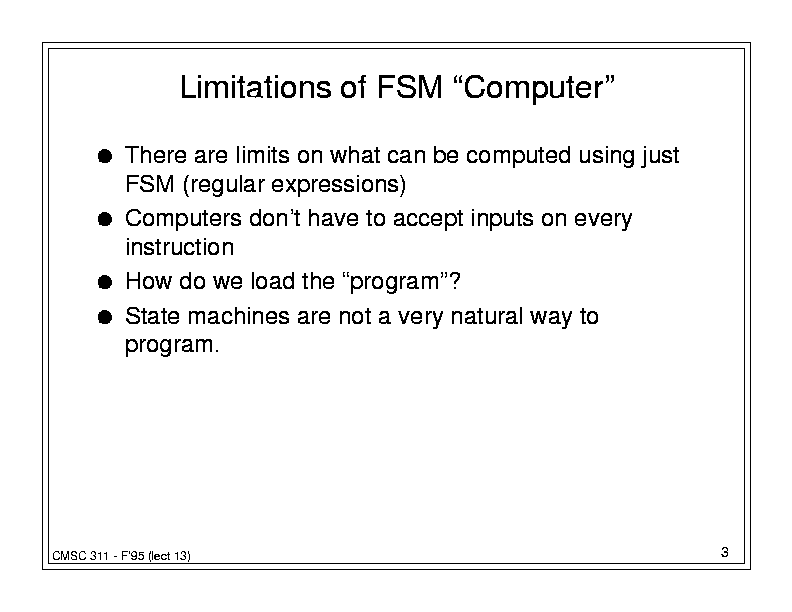 Limitations of FSM “Computer”
● There are limits on what can be computed using just
FSM (regular expressions)
● Computers don’t have to accept inputs on every
instruction
● How do we load the “program”?
● State machines are not a very natural way to
program.
CMSC 311 - F’95 (lect 13)
3